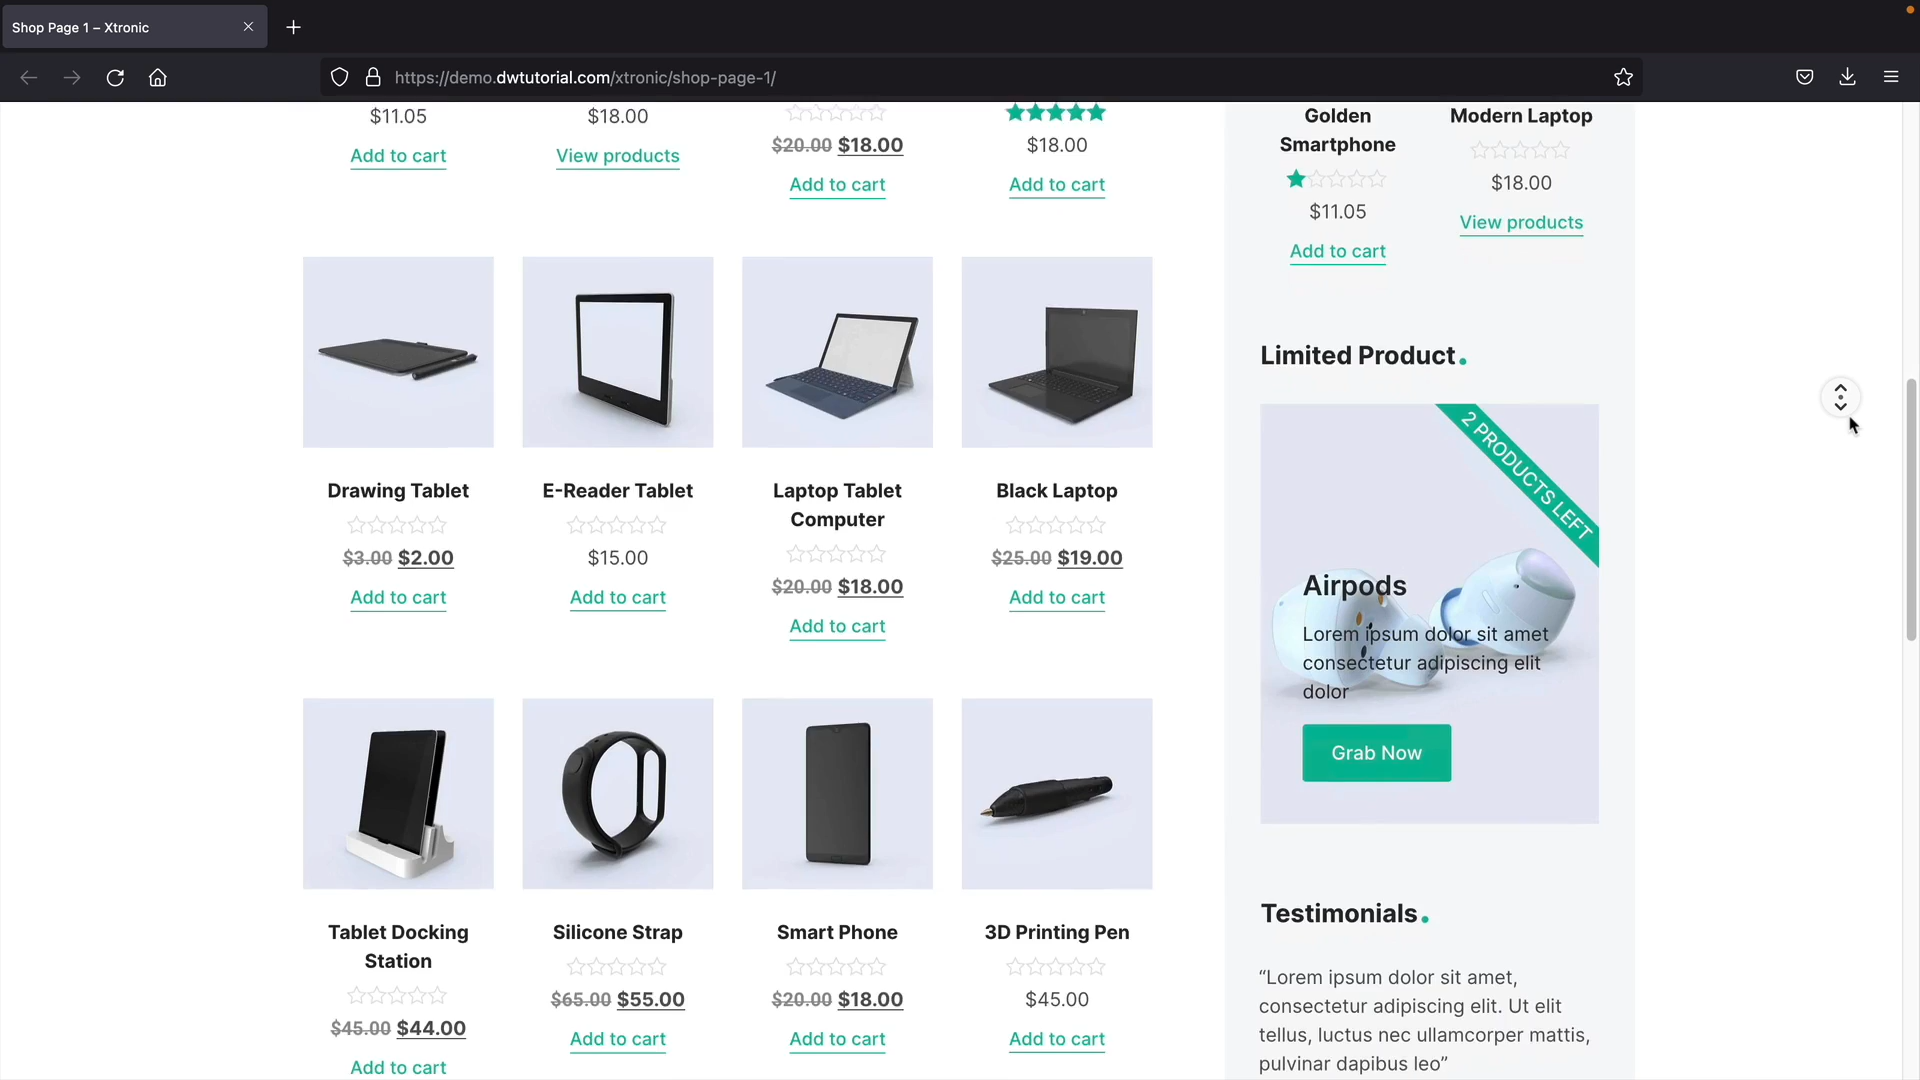 Shop Page 1 – Xtronic
https://demo.dwtutorial.com/xtronic/shop-page-1/
$11.05
Add to cart
$18.00
View products
$20.00 $18.00
Add to cart
$18.00
Add to cart
Drawing Tablet
$3.00 $2.00
Add to cart
E-Reader Tablet
$15.00
Add to cart
Laptop Tablet
Computer
$20.00 $18.00
Add to cart
Black Laptop
$25.00 $19.00
Add to cart
Tablet Docking
Station
$45.00 $44.00
Add to cart
Silicone Strap
$65.00 $55.00
Add to cart
Smart Phone
$20.00 $18.00
Add to cart
3D Printing Pen
$45.00
Add to cart
Golden
Smartphone
$11.05
Add to cart
Modern Laptop
$18.00
View products
Limited Product.
2 PRODUCTS LEFT
Airpods
Lorem ipsum dolor sit amet
consectetur adipiscing elit
dolor
Grab Now
Testimonials.
“Lorem ipsum dolor sit amet,
consectetur adipiscing elit. Ut elit
tellus, luctus nec ullamcorper mattis,
pulvinar dapibus leo”